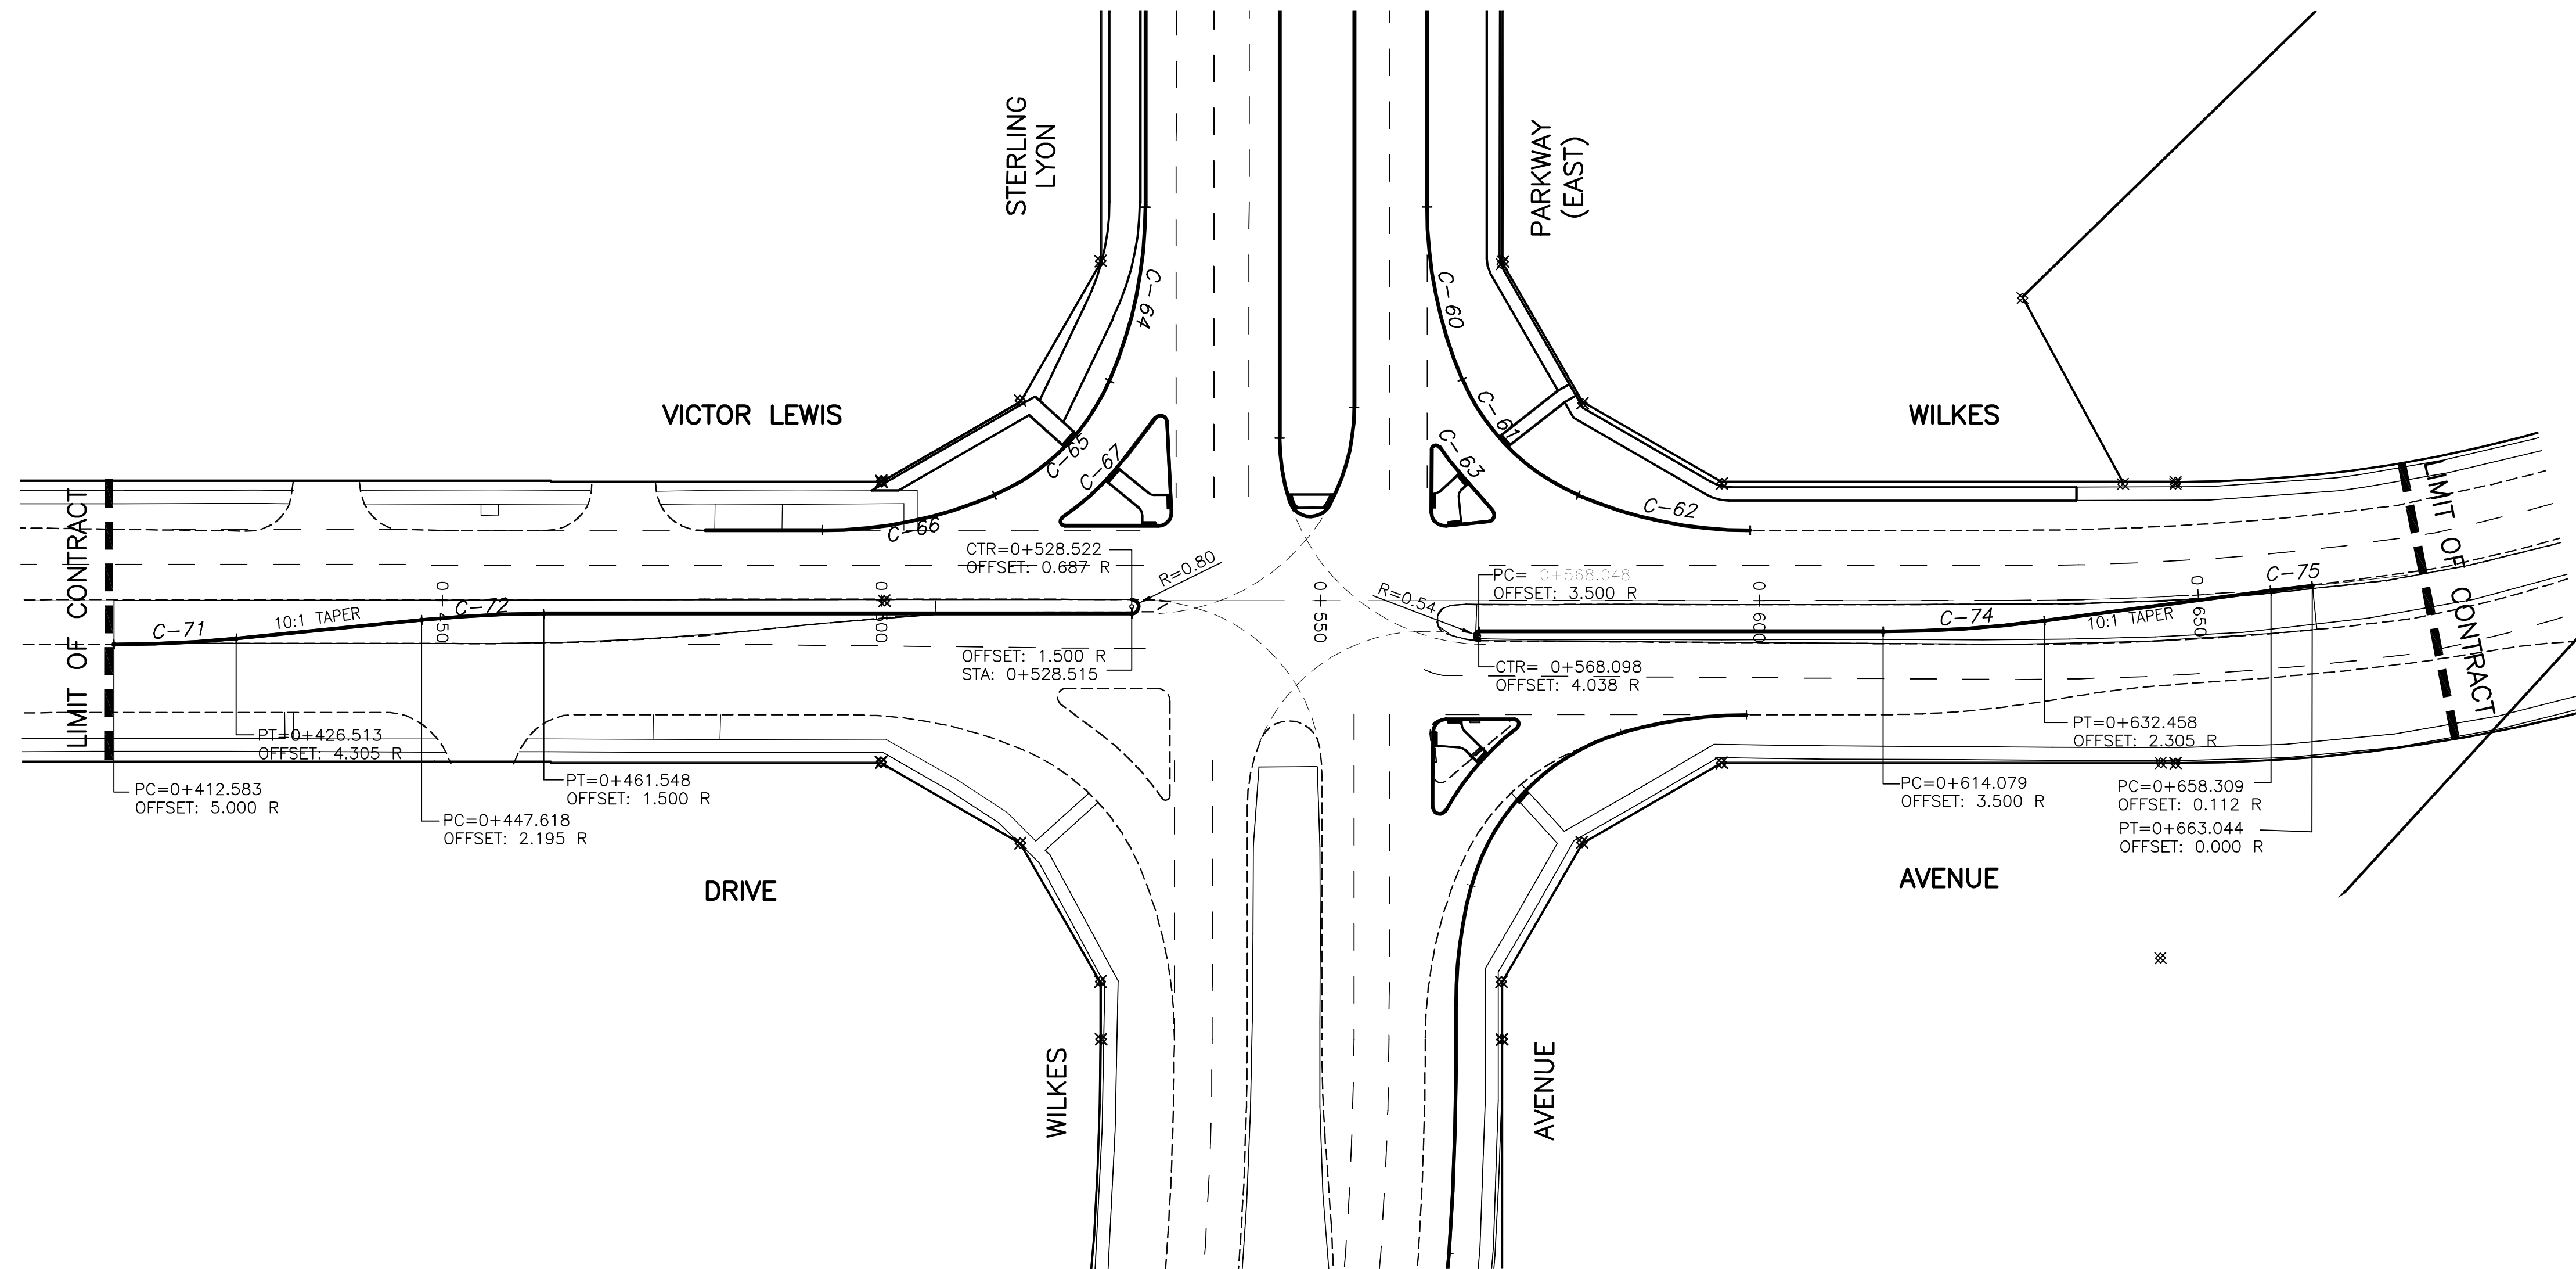 STERLING
LYON
PARKWAY
(EAST)
C-64
C-60
VICTOR LEWIS
WILKES
C-65
C-67
C-61
C-63
C-66
C-62
LIMIT OF CONTRACT
LIMIT OF CONTRACT
CTR=0+528.522
OFFSET: 0.687 R
R=0.80
PC= 0+568.048
OFFSET: 3.500 R
R=0.54
C-75
0+450
0+500
0+550
0+600
0+650
C-71
10:1 TAPER
C-72
C-74
10:1 TAPER
OFFSET: 1.500 R
STA: 0+528.515
CTR= 0+568.098
OFFSET: 4.038 R
PT=0+426.513
OFFSET: 4.305 R
PT=0+632.458
OFFSET: 2.305 R
PC=0+412.583
OFFSET: 5.000 R
PT=0+461.548
OFFSET: 1.500 R
PC=0+614.079
OFFSET: 3.500 R
PC=0+658.309
OFFSET: 0.112 R
PC=0+447.618
OFFSET: 2.195 R
PT=0+663.044
OFFSET: 0.000 R
DRIVE
AVENUE
WILKES
AVENUE